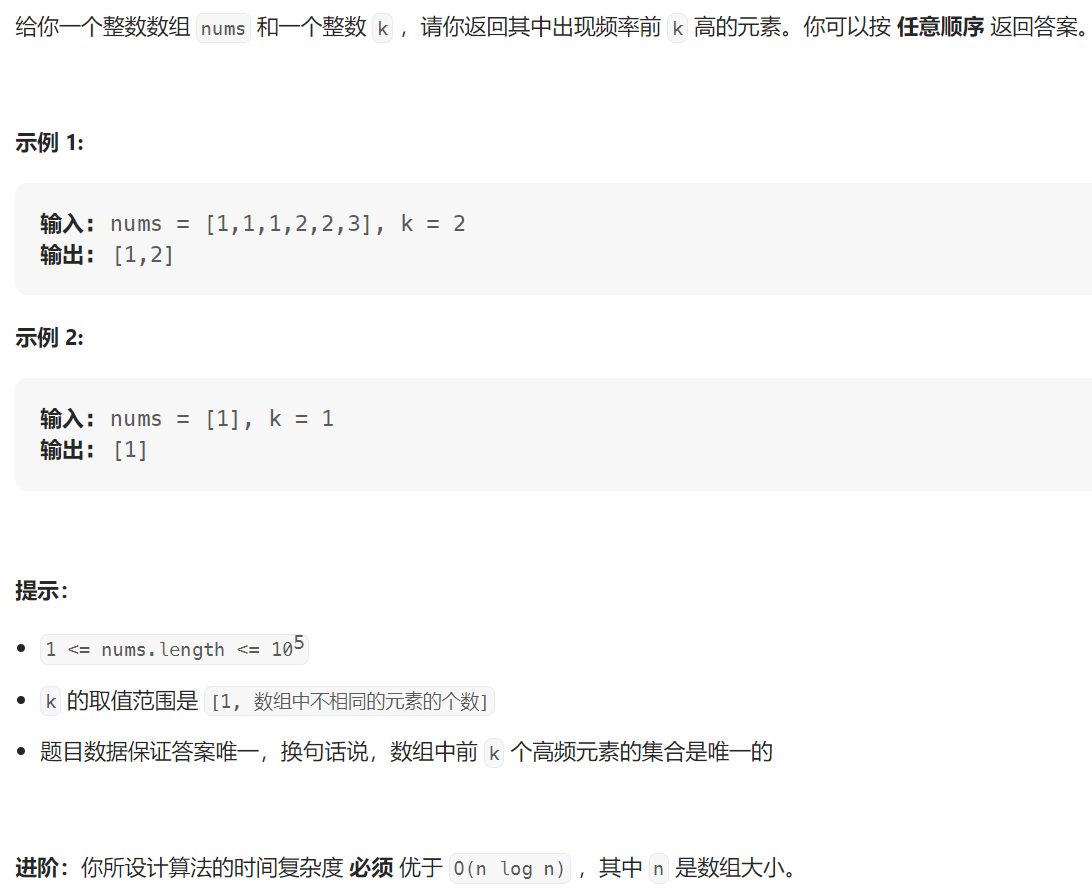 给你一个整数数组 nums 和一个整数 k ，请你返回其中出现频率前 k 高的元素。你可以按 任意顺序 返回答案。
示例 1:
输入: nums = [1,1,1,2,2,3], k = 2
输出: [1,2]
示例 2:
输入: nums = [1], k = 1
输出: [1]
提示：
• 1 <= nums.length <= 10⁵
• k 的取值范围是 [1, 数组中不相同的元素的个数]
• 题目数据保证答案唯一，换句话说，数组中前 k 个高频元素的集合是唯一的
进阶：你所设计算法的时间复杂度 必须 优于 O(n log n) ，其中 n 是数组大小。